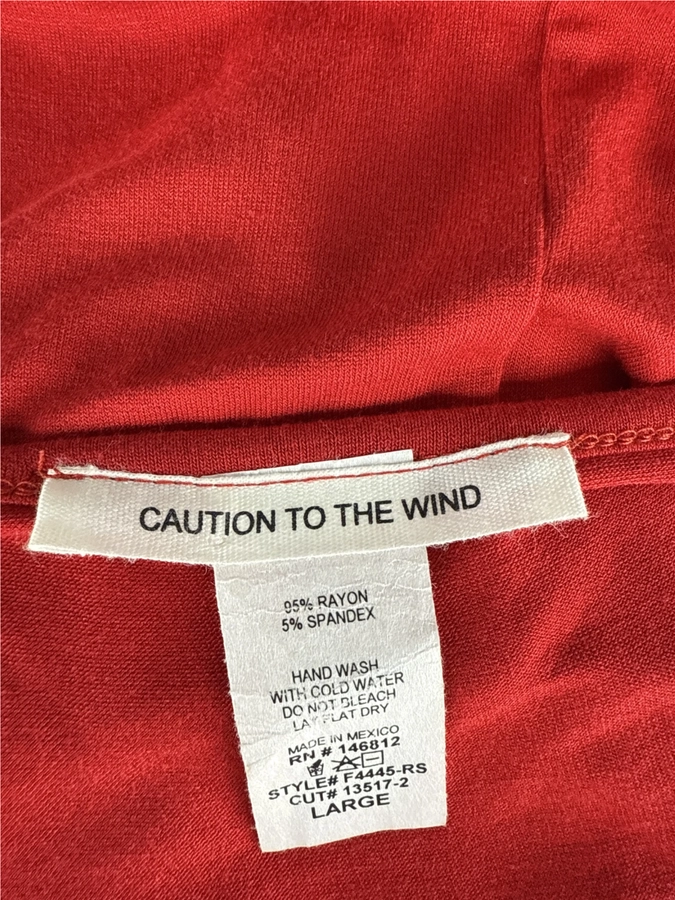 CAUTION TO THE WIND
95% RAYON
5% SPANDEX
HAND WASH
WITH COLD WATER
DO NOT BLEACH
LAY FLAT DRY
MADE IN MEXICO
RN # 146812
STYLE# F4445-RS
CUT# 13517-2
LARGE